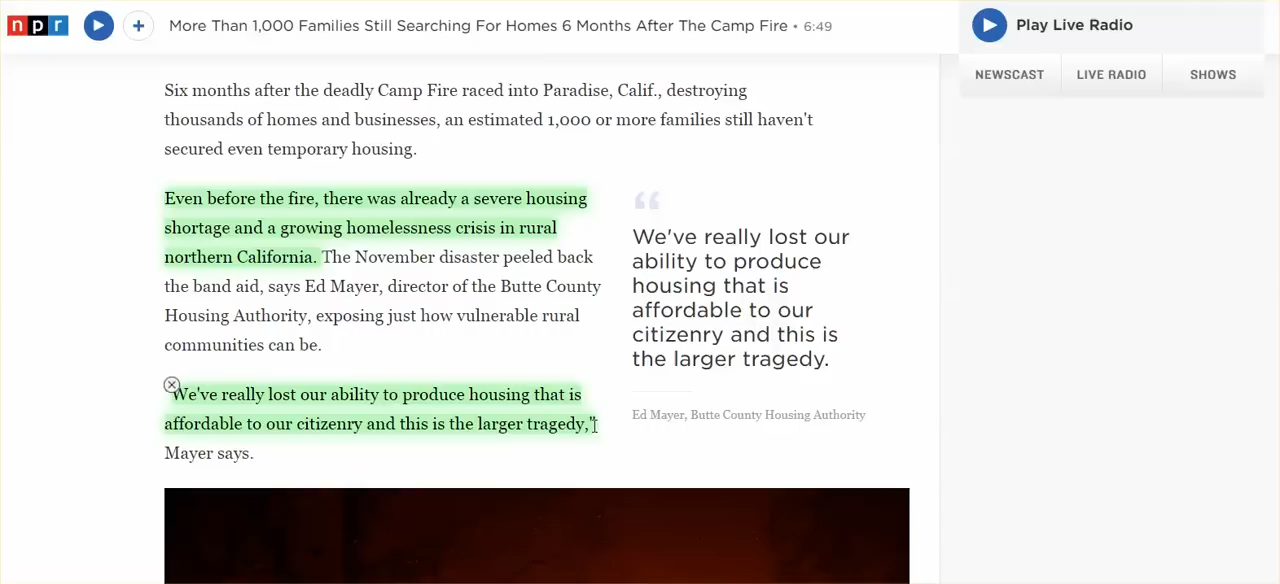 npr
More Than 1,000 Families Still Searching For Homes 6 Months After The Camp Fire • 6:49
Play Live Radio
NEWSCAST
LIVE RADIO
SHOWS
Six months after the deadly Camp Fire raced into Paradise, Calif., destroying
thousands of homes and businesses, an estimated 1,000 or more families still haven't
secured even temporary housing.
Even before the fire, there was already a severe housing
shortage and a growing homelessness crisis in rural
northern California. The November disaster peeled back
the band aid, says Ed Mayer, director of the Butte County
Housing Authority, exposing just how vulnerable rural
communities can be.
"We've really lost our ability to produce housing that is
affordable to our citizenry and this is the larger tragedy,"
Mayer says.
“
We've really lost our
ability to produce
housing that is
affordable to our
citizenry and this is
the larger tragedy.
Ed Mayer, Butte County Housing Authority